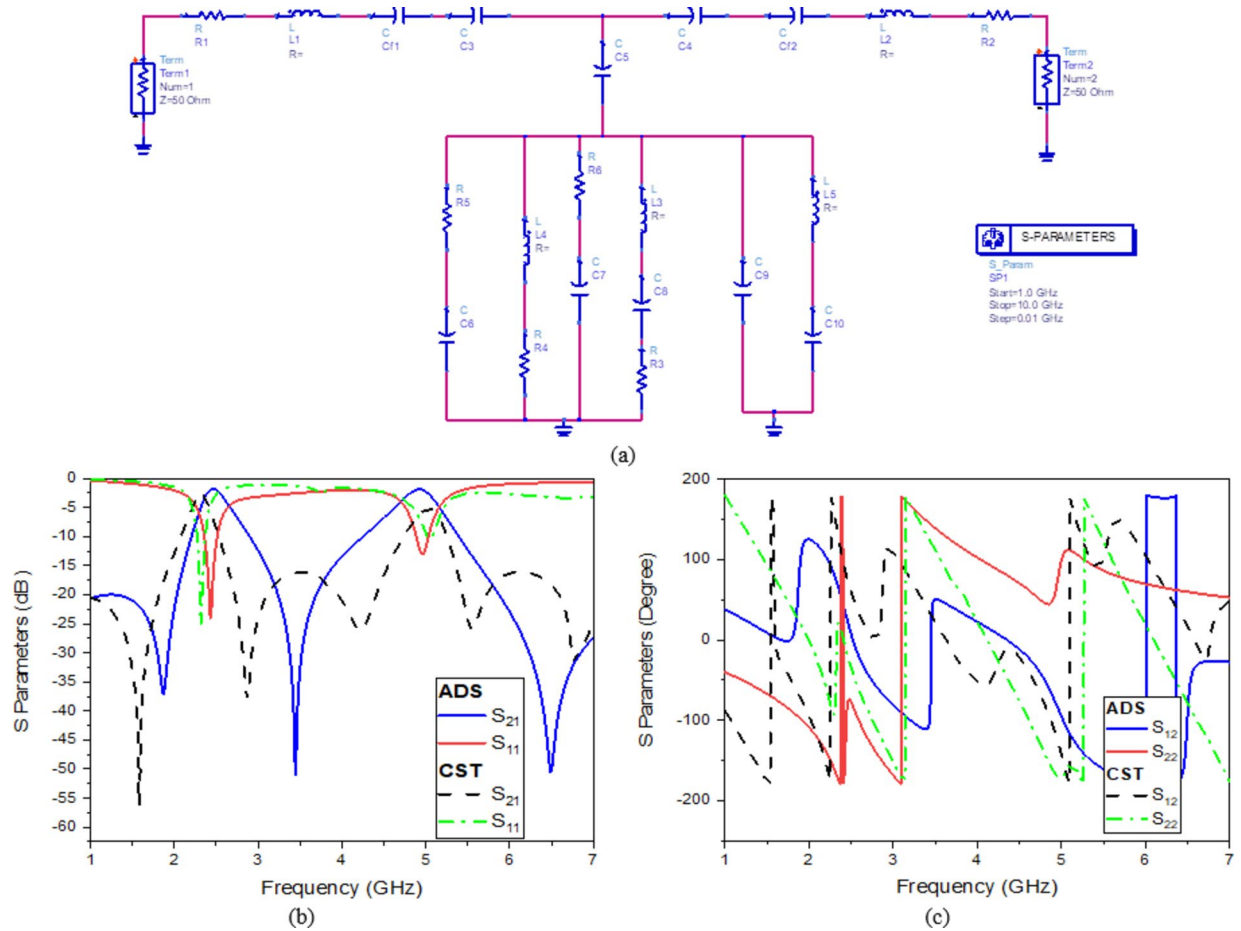 R
R1
L
L1
R=
C
Cf1
C
C3
C
C5
C
C4
C
Cf2
L
L2
R=
R
R2
Term
Term1
Num=1
Z=50 Ohm
Term
Term2
Num=2
Z=50 Ohm
R
R5
C
C6
L
L4
R=
R
R4
R
R6
C
C7
L
L3
R=
C
C8
R
R3
C
C9
L
L5
R=
C
C10
S-PARAMETERS
S_Param
SP1
Start=1.0 GHz
Stop=10.0 GHz
Step=0.01 GHz
(a)
S Parameters (dB)
0
-5
-10
-15
-20
-25
-30
-35
-40
-45
-50
-55
-60
ADS
S21
S11
CST
S21
S11
1 2 3 4 5 6 7
Frequency (GHz)
(b)
S Parameters (Degree)
200
100
0
-100
-200
ADS
S12
S22
CST
S12
S22
1 2 3 4 5 6 7
Frequency (GHz)
(c)